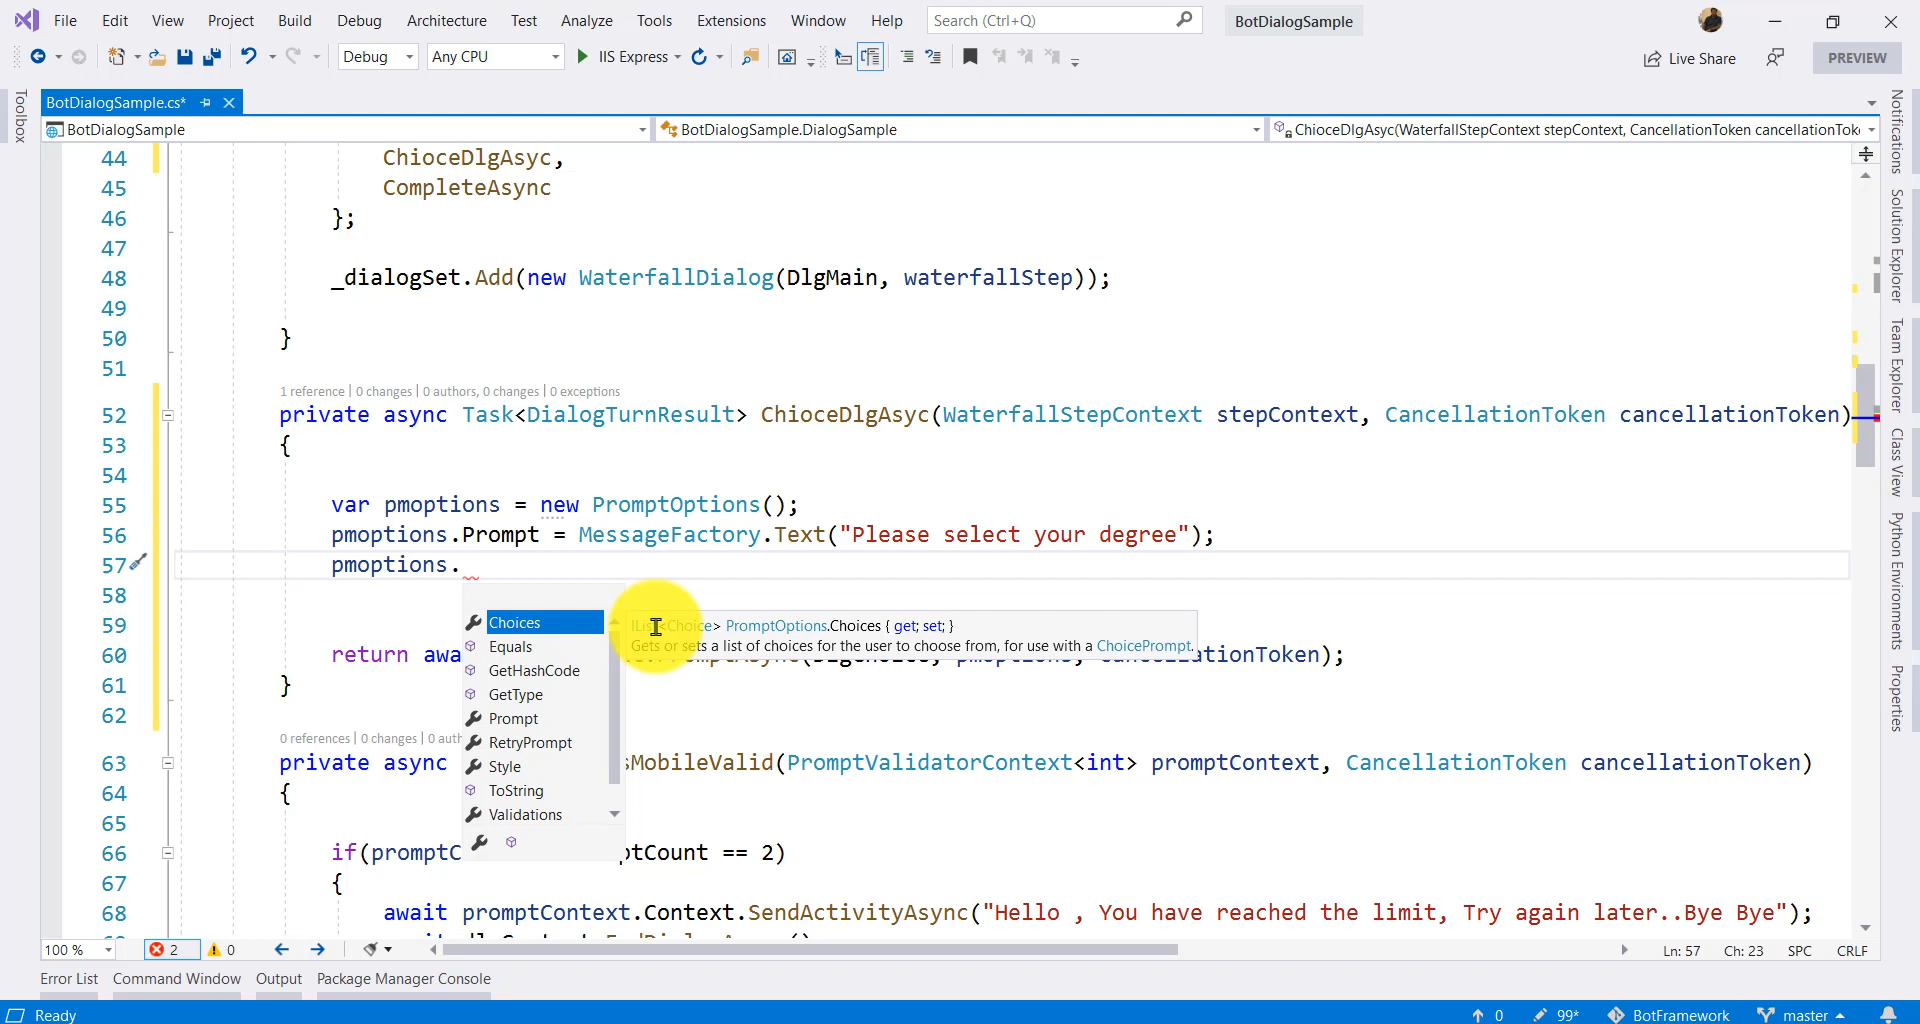 File Edit View Project Build Debug Architecture Test Analyze Tools Extensions Window Help Search (Ctrl+Q) BotDialogSample
Debug Any CPU IIS Express Live Share PREVIEW
Toolbox
BotDialogSample.cs*
BotDialogSample BotDialogSample.DialogSample ChioceDlgAsyc(WaterfallStepContext stepContext, CancellationToken cancellationTok
44 ChioceDlgAsyc,
45 CompleteAsync
46 };
47
48 _dialogSet.Add(new WaterfallDialog(DlgMain, waterfallStep));
49
50 }
51
1 reference | 0 changes | 0 authors, 0 changes | 0 exceptions
52 private async Task<DialogTurnResult> ChioceDlgAsyc(WaterfallStepContext stepContext, CancellationToken cancellationToken)
53 {
54
55 var pmoptions = new PromptOptions();
56 pmoptions.Prompt = MessageFactory.Text("Please select your degree");
57 pmoptions.
58
Choices
IList<Choice> PromptOptions.Choices { get; set; }
Gets or sets a list of choices for the user to choose from, for use with a ChoicePrompt.
59
Equals
60 return awa cancellationToken);
GetHashCode
61 }
GetType
62
Prompt
0 references | 0 changes | 0 auth
RetryPrompt
63 private async sMobileValid(PromptValidatorContext<int> promptContext, CancellationToken cancellationToken)
Style
64 {
ToString
65
Validations
66 if(promptC ptCount == 2)
67 {
68 await promptContext.Context.SendActivityAsync("Hello , You have reached the limit, Try again later..Bye Bye");
100 % 2 0 Ln: 57 Ch: 23 SPC CRLF
Error List Command Window Output Package Manager Console
Ready 0 99* BotFramework master
Notifications
Solution Explorer
Team Explorer
Class View
Python Environments
Properties